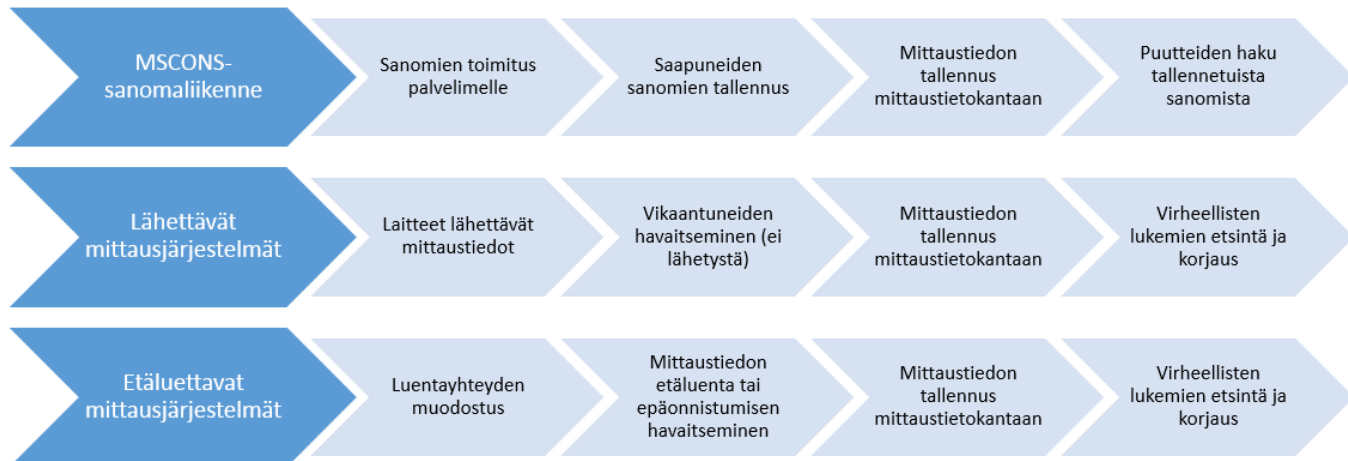 MSCONS-
sanomaliikenne
Sanomien toimitus
palvelimelle
Saapuneiden
sanomien tallennus
Mittaustiedon
tallennus
mittaustietokantaan
Puutteiden haku
tallennetuista
sanomista
Lähettävät
mittausjärjestelmät
Laitteet lähettävät
mittaustiedot
Vikaantuneiden
havaitseminen (ei
lähetystä)
Mittaustiedon
tallennus
mittaustietokantaan
Virheellisten
lukemien etsintä ja
korjaus
Etäluettavat
mittausjärjestelmät
Luentayhteyden
muodostus
Mittaustiedon
etäluenta tai
epäonnistumisen
havaitseminen
Mittaustiedon
tallennus
mittaustietokantaan
Virheellisten
lukemien etsintä ja
korjaus